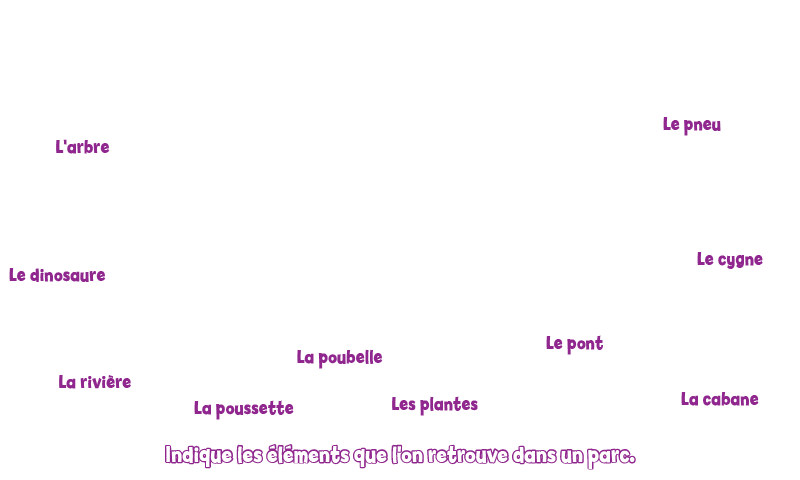 Le pneu
L'arbre
Le cygne
Le dinosaure
Le pont
La poubelle
La rivière
La cabane
Les plantes
La poussette
Indique les éléments que l'on retrouve dans un parc.